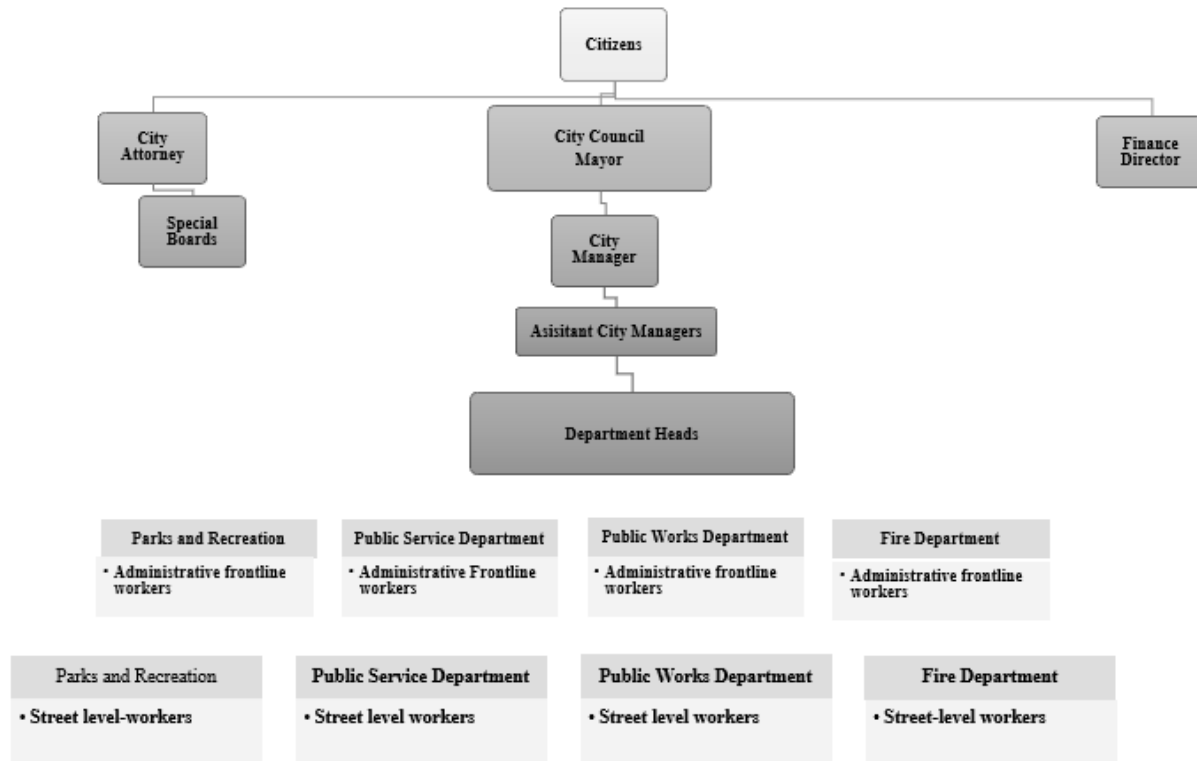 Citizens
City
Attorney
City Council
Mayor
Finance
Director
Special
Boards
City
Manager
Asisitant City Managers
Department Heads
Parks and Recreation
• Administrative frontline
workers
Public Service Department
• Administrative Frontline
workers
Public Works Department
• Administrative frontline
workers
Fire Department
• Administrative frontline
workers
Parks and Recreation
• Street level-workers
Public Service Department
• Street level workers
Public Works Department
• Street level workers
Fire Department
• Street-level workers